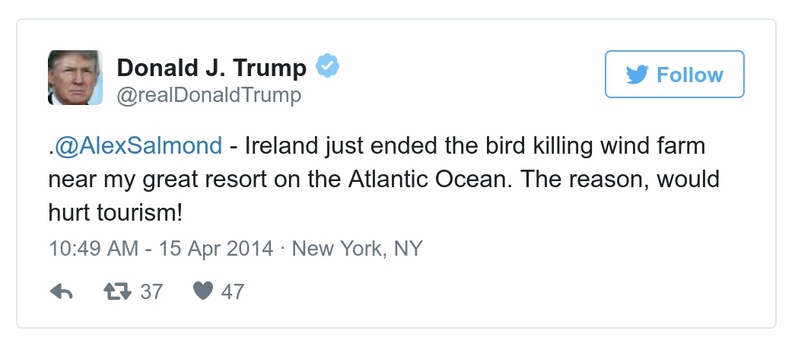 Donald J. Trump
@realDonaldTrump
Follow
.@AlexSalmond - Ireland just ended the bird killing wind farm
near my great resort on the Atlantic Ocean. The reason, would
hurt tourism!
10:49 AM - 15 Apr 2014 · New York, NY
37 47